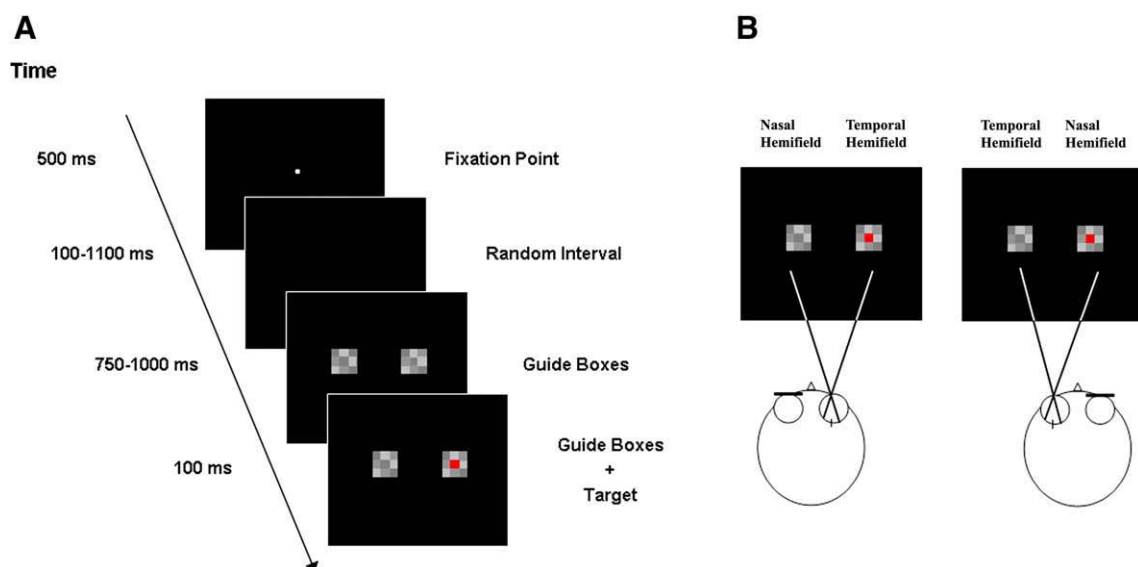 A
Time
500 ms
Fixation Point
100-1100 ms
Random Interval
750-1000 ms
Guide Boxes
100 ms
Guide Boxes
+
Target
B
Nasal
Hemifield
Temporal
Hemifield
Temporal
Hemifield
Nasal
Hemifield